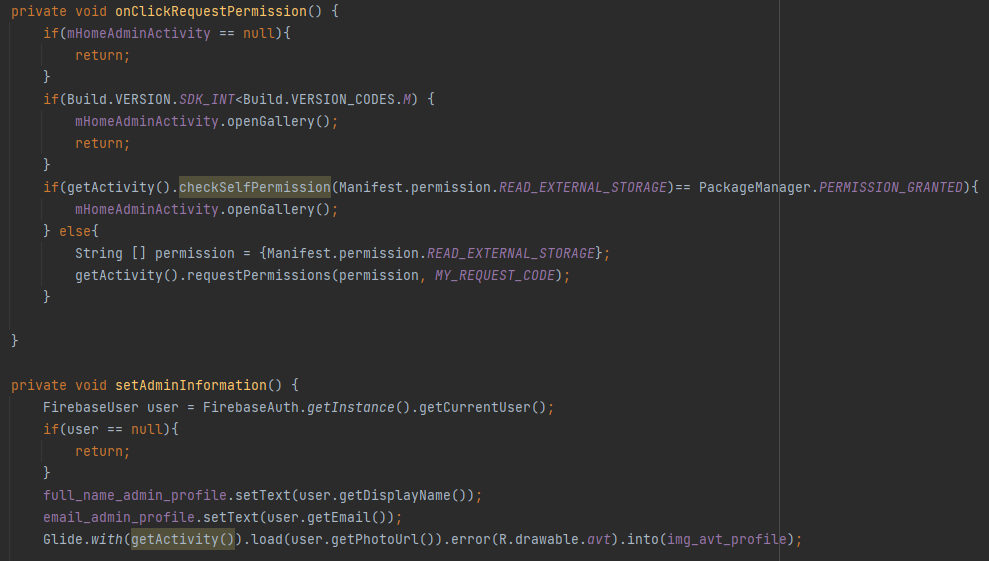 private void onClickRequestPermission() {
    if(mHomeAdminActivity == null){
        return;
    }
    if(Build.VERSION.SDK_INT<Build.VERSION_CODES.M) {
        mHomeAdminActivity.openGallery();
        return;
    }
    if(getActivity().checkSelfPermission(Manifest.permission.READ_EXTERNAL_STORAGE)== PackageManager.PERMISSION_GRANTED){
        mHomeAdminActivity.openGallery();
    } else{
        String [] permission = {Manifest.permission.READ_EXTERNAL_STORAGE};
        getActivity().requestPermissions(permission, MY_REQUEST_CODE);
    }

}

private void setAdminInformation() {
    FirebaseUser user = FirebaseAuth.getInstance().getCurrentUser();
    if(user == null){
        return;
    }
    full_name_admin_profile.setText(user.getDisplayName());
    email_admin_profile.setText(user.getEmail());
    Glide.with(getActivity()).load(user.getPhotoUrl()).error(R.drawable.avt).into(img_avt_profile);